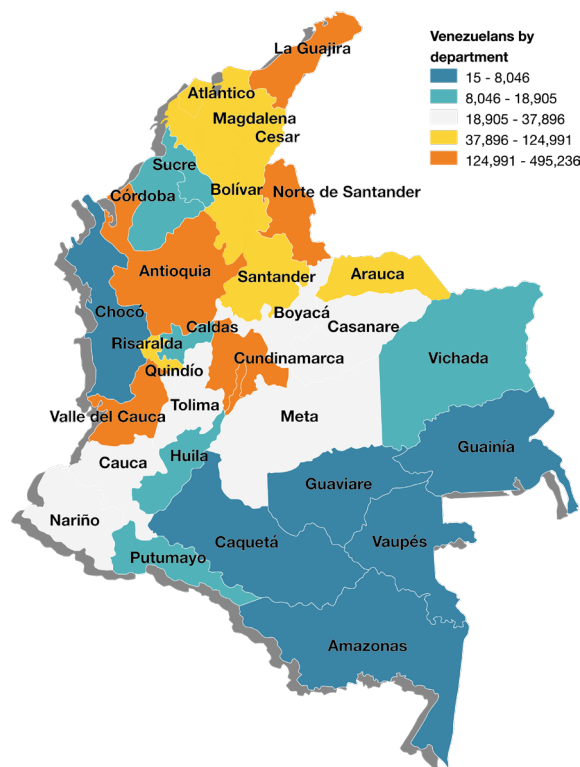 Venezuelans by
department
15 - 8,046
8,046 - 18,905
18,905 - 37,896
37,896 - 124,991
124,991 - 495,236
La Guajira
Atlántico
Magdalena
Cesar
Sucre
Bolívar
Norte de Santander
Córdoba
Antioquia
Santander
Arauca
Chocó
Boyacá
Caldas
Casanare
Risaralda
Cundinamarca
Vichada
Quindío
Tolima
Valle del Cauca
Meta
Guainía
Huila
Cauca
Guaviare
Nariño
Caquetá
Vaupés
Putumayo
Amazonas